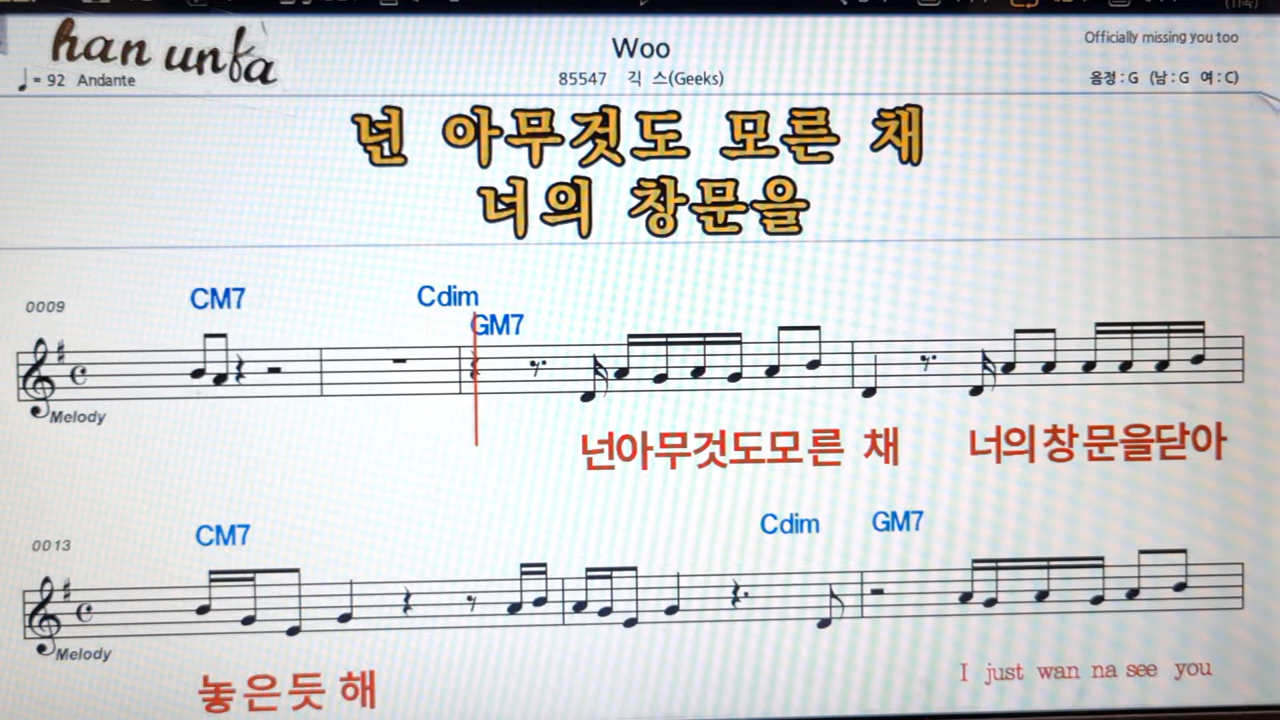 han unfa
Woo
Officially missing you too
♩= 92 Andante
85547 긱 스(Geeks)
음정 : G (남 : G 여 : C)
넌 아무것도 모른 채
너의 창문을
0009
CM7
Cdim
GM7
Melody
넌아무것도모른 채 너의창문을닫아
0013
CM7
Cdim
GM7
Melody
놓은듯해
I just wan na see you